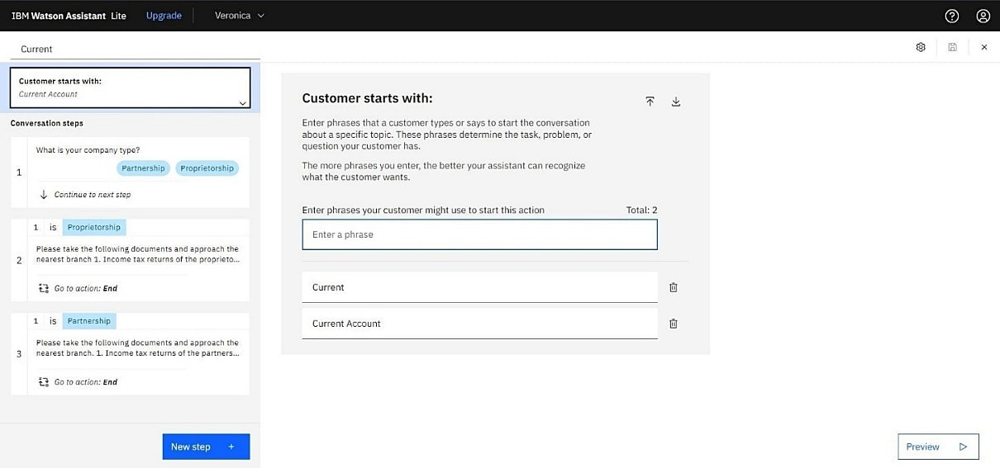 IBM Watson Assistant Lite Upgrade Veronica
Current
Customer starts with:
Current Account
Conversation steps
1
What is your company type?
Partnership Proprietorship
Continue to next step
2
1 is Proprietorship
Please take the following documents and approach the
nearest branch 1. Income tax returns of the proprieto...
Go to action: End
3
1 is Partnership
Please take the following documents and approach the
nearest branch. 1. Income tax returns of the partners...
Go to action: End
New step +
Customer starts with:
Enter phrases that a customer types or says to start the conversation
about a specific topic. These phrases determine the task, problem, or
question your customer has.
The more phrases you enter, the better your assistant can recognize
what the customer wants.
Enter phrases your customer might use to start this action Total: 2
Enter a phrase
Current
Current Account
Preview